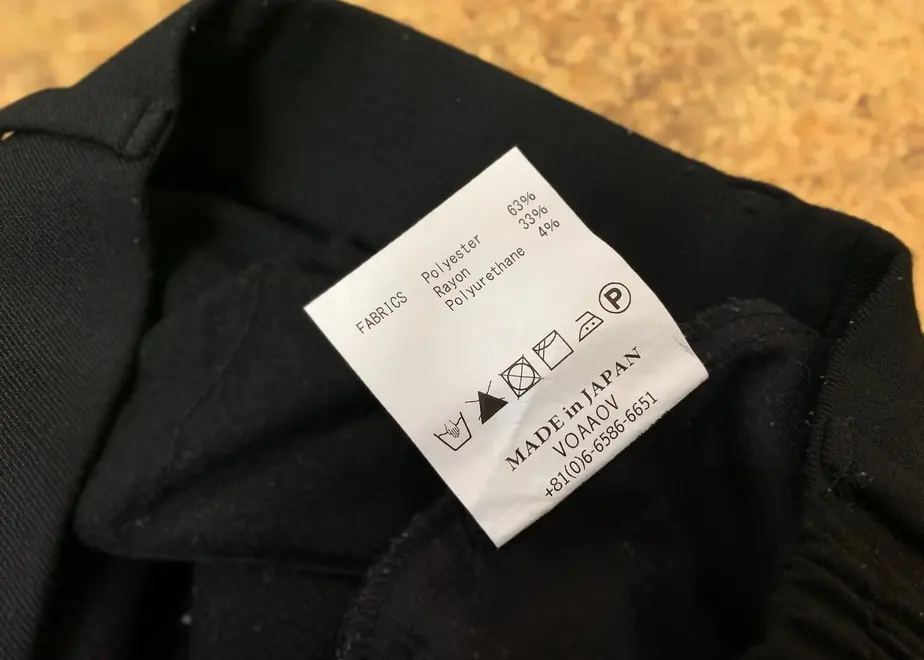 FABRICS Polyester 63%
Rayon 33%
Polyurethane 4%
P
MADE in JAPAN
VOAAOV
+81(0)6-6586-6651